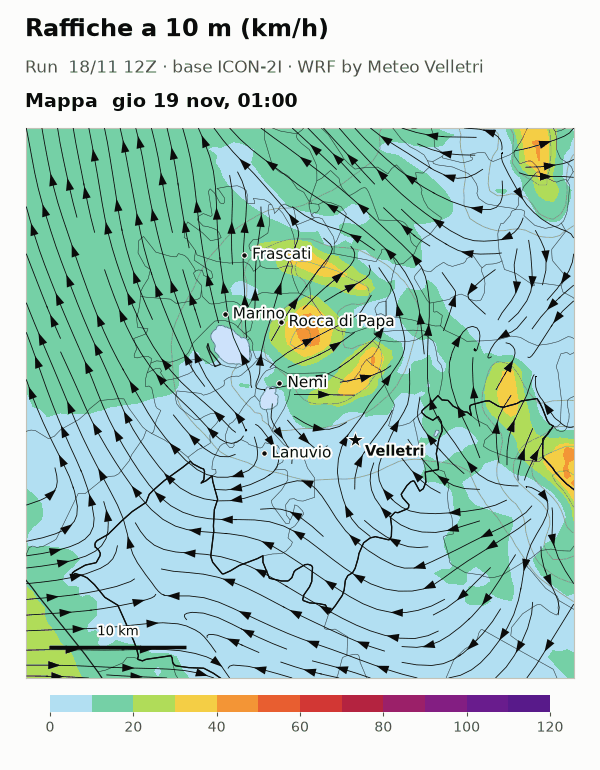 Raffiche a 10 m (km/h)
Run 18/11 12Z · base ICON-2I · WRF by Meteo Velletri
Mappa gio 19 nov, 01:00
Frascati
Marino
Rocca di Papa
Nemi
Velletri
Lanuvio
10 km
0 20 40 60 80 100 120